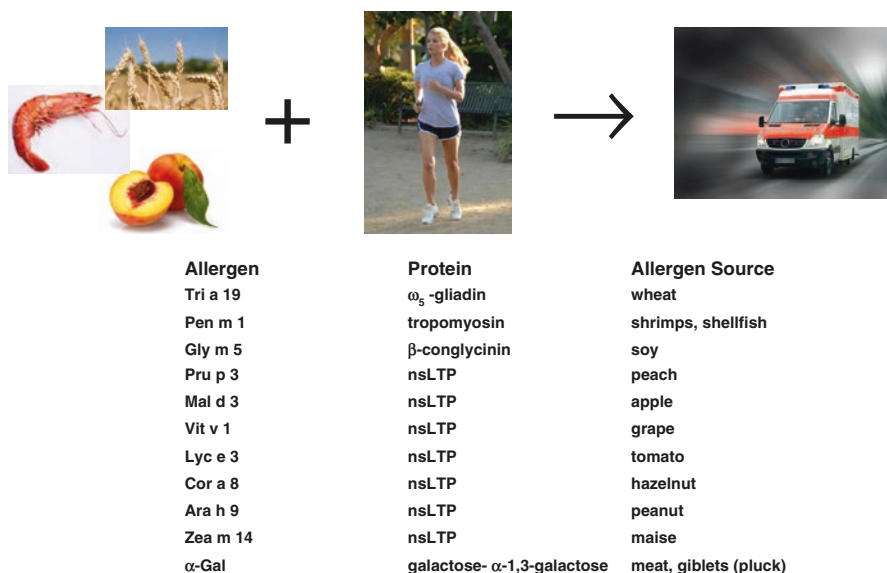 +
Allergen Protein Allergen Source
Tri a 19 ω5 -gliadin wheat
Pen m 1 tropomyosin shrimps, shellfish
Gly m 5 β-conglycinin soy
Pru p 3 nsLTP peach
Mal d 3 nsLTP apple
Vit v 1 nsLTP grape
Lyc e 3 nsLTP tomato
Cor a 8 nsLTP hazelnut
Ara h 9 nsLTP peanut
Zea m 14 nsLTP maise
α-Gal galactose- α-1,3-galactose meat, giblets (pluck)